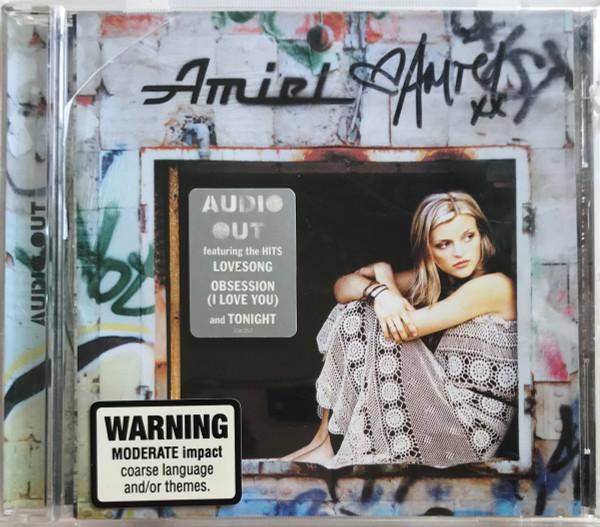 Amiel
Amiel
xx
AUDIO OUT
AUDIO
OUT
featuring the HITS
LOVESONG
OBSESSION
(I LOVE YOU)
and TONIGHT
WARNING
MODERATE impact
coarse language
and/or themes.